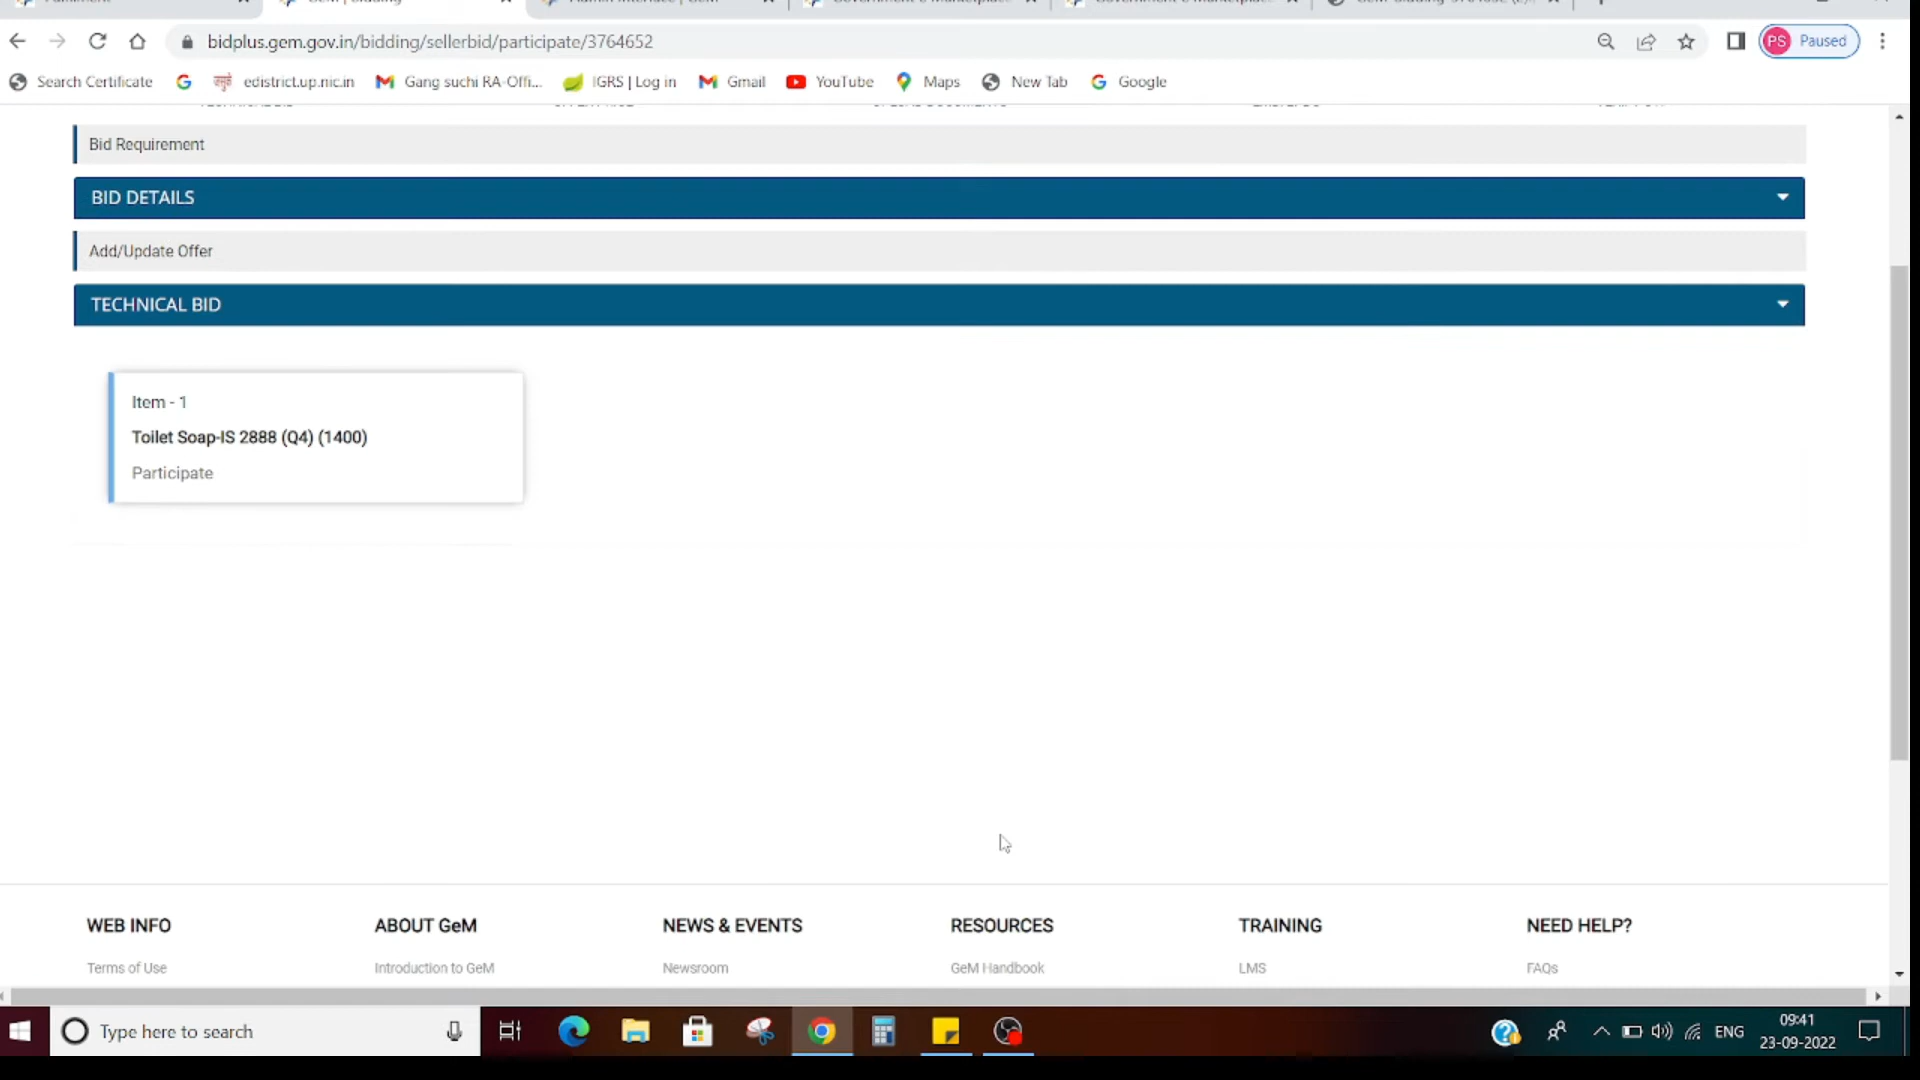 bidplus.gem.gov.in/bidding/sellerbid/participate/3764652
PS Paused
Search Certificate
edistrict.up.nic.in
Gang suchi RA-Offi...
IGRS | Log in
Gmail
YouTube
Maps
New Tab
Google
Bid Requirement
BID DETAILS
Add/Update Offer
TECHNICAL BID
Item - 1
Toilet Soap-IS 2888 (Q4) (1400)
Participate
WEB INFO
ABOUT GeM
NEWS & EVENTS
RESOURCES
TRAINING
NEED HELP?
Terms of Use
Introduction to GeM
Newsroom
GeM Handbook
LMS
FAQs
Type here to search
ENG
09:41
23-09-2022